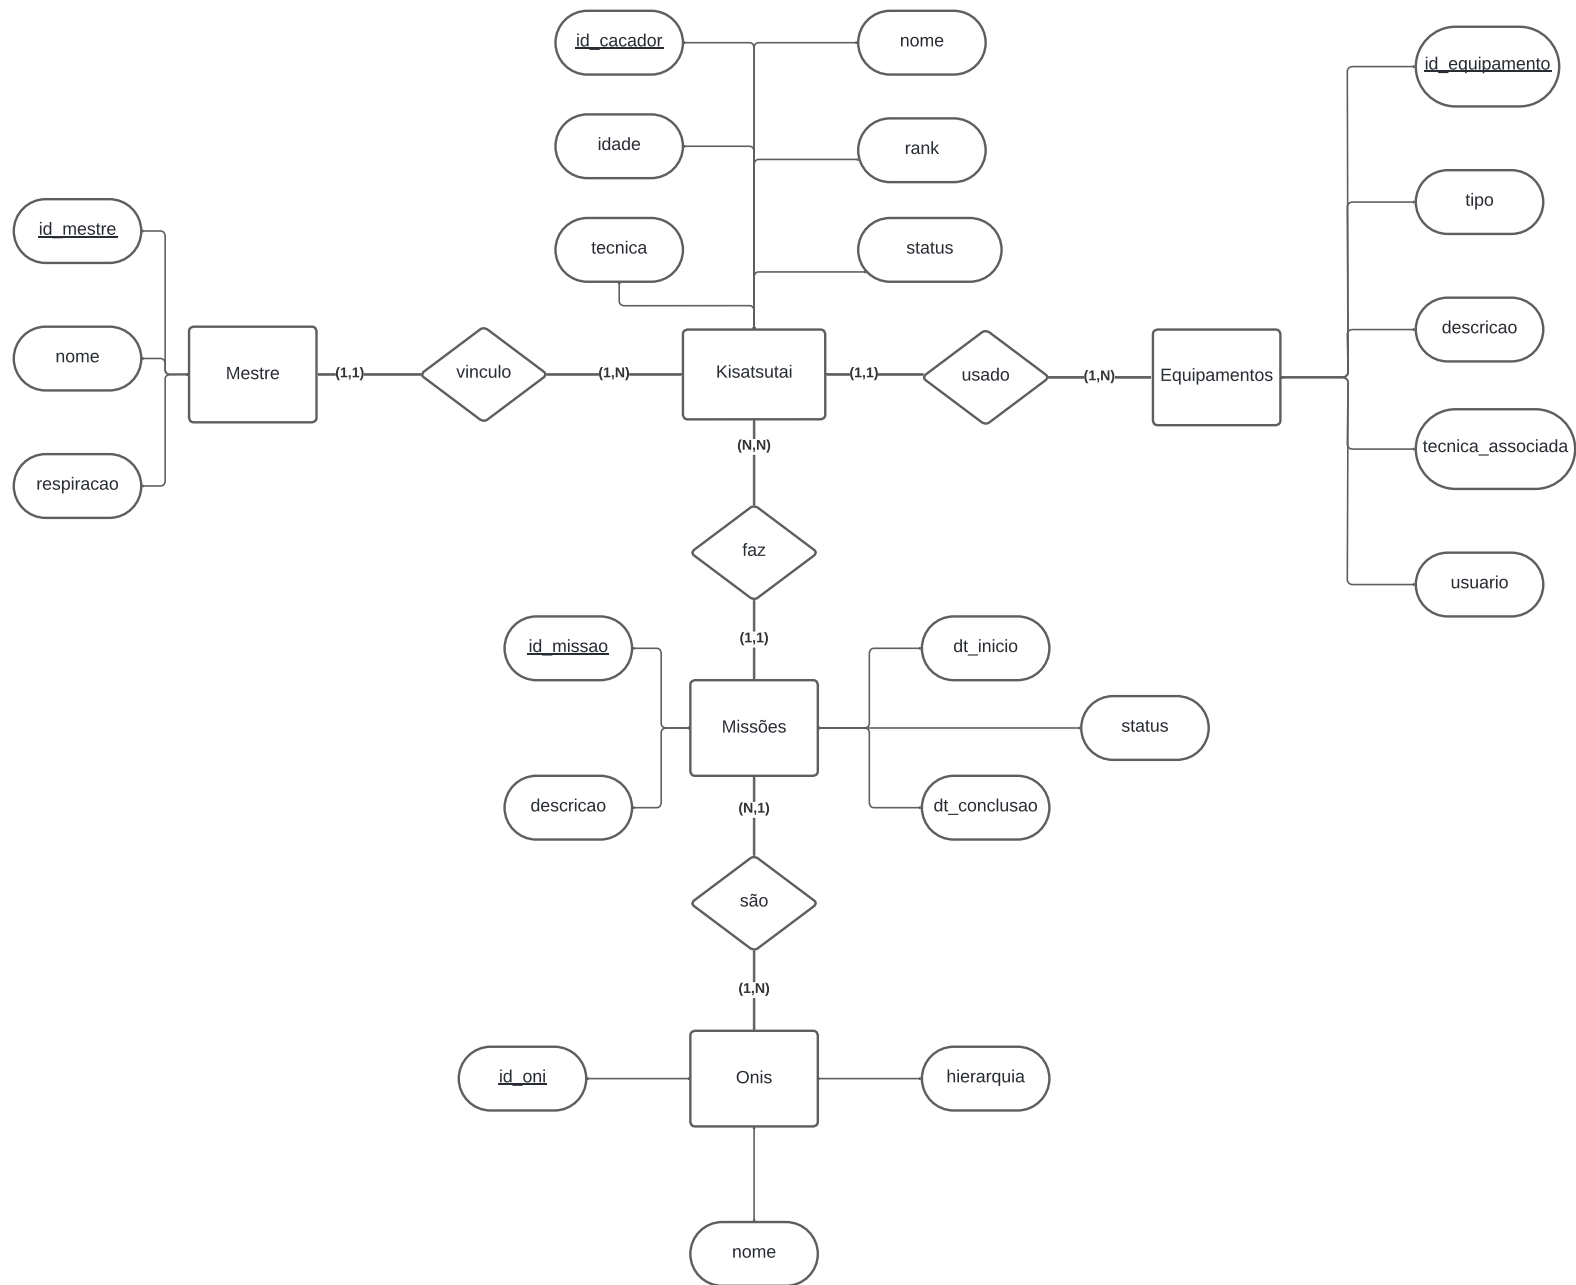 id_cacador
nome
id_equipamento
idade
rank
tipo
id_mestre
tecnica
status
descricao
nome
Mestre
(1,1)
vinculo
(1,N)
Kisatsutai
(1,1)
usado
(1,N)
Equipamentos
(N,N)
tecnica_associada
respiracao
faz
usuario
(1,1)
id_missao
dt_inicio
Missões
status
descricao
(N,1)
dt_conclusao
são
(1,N)
id_oni
Onis
hierarquia
nome